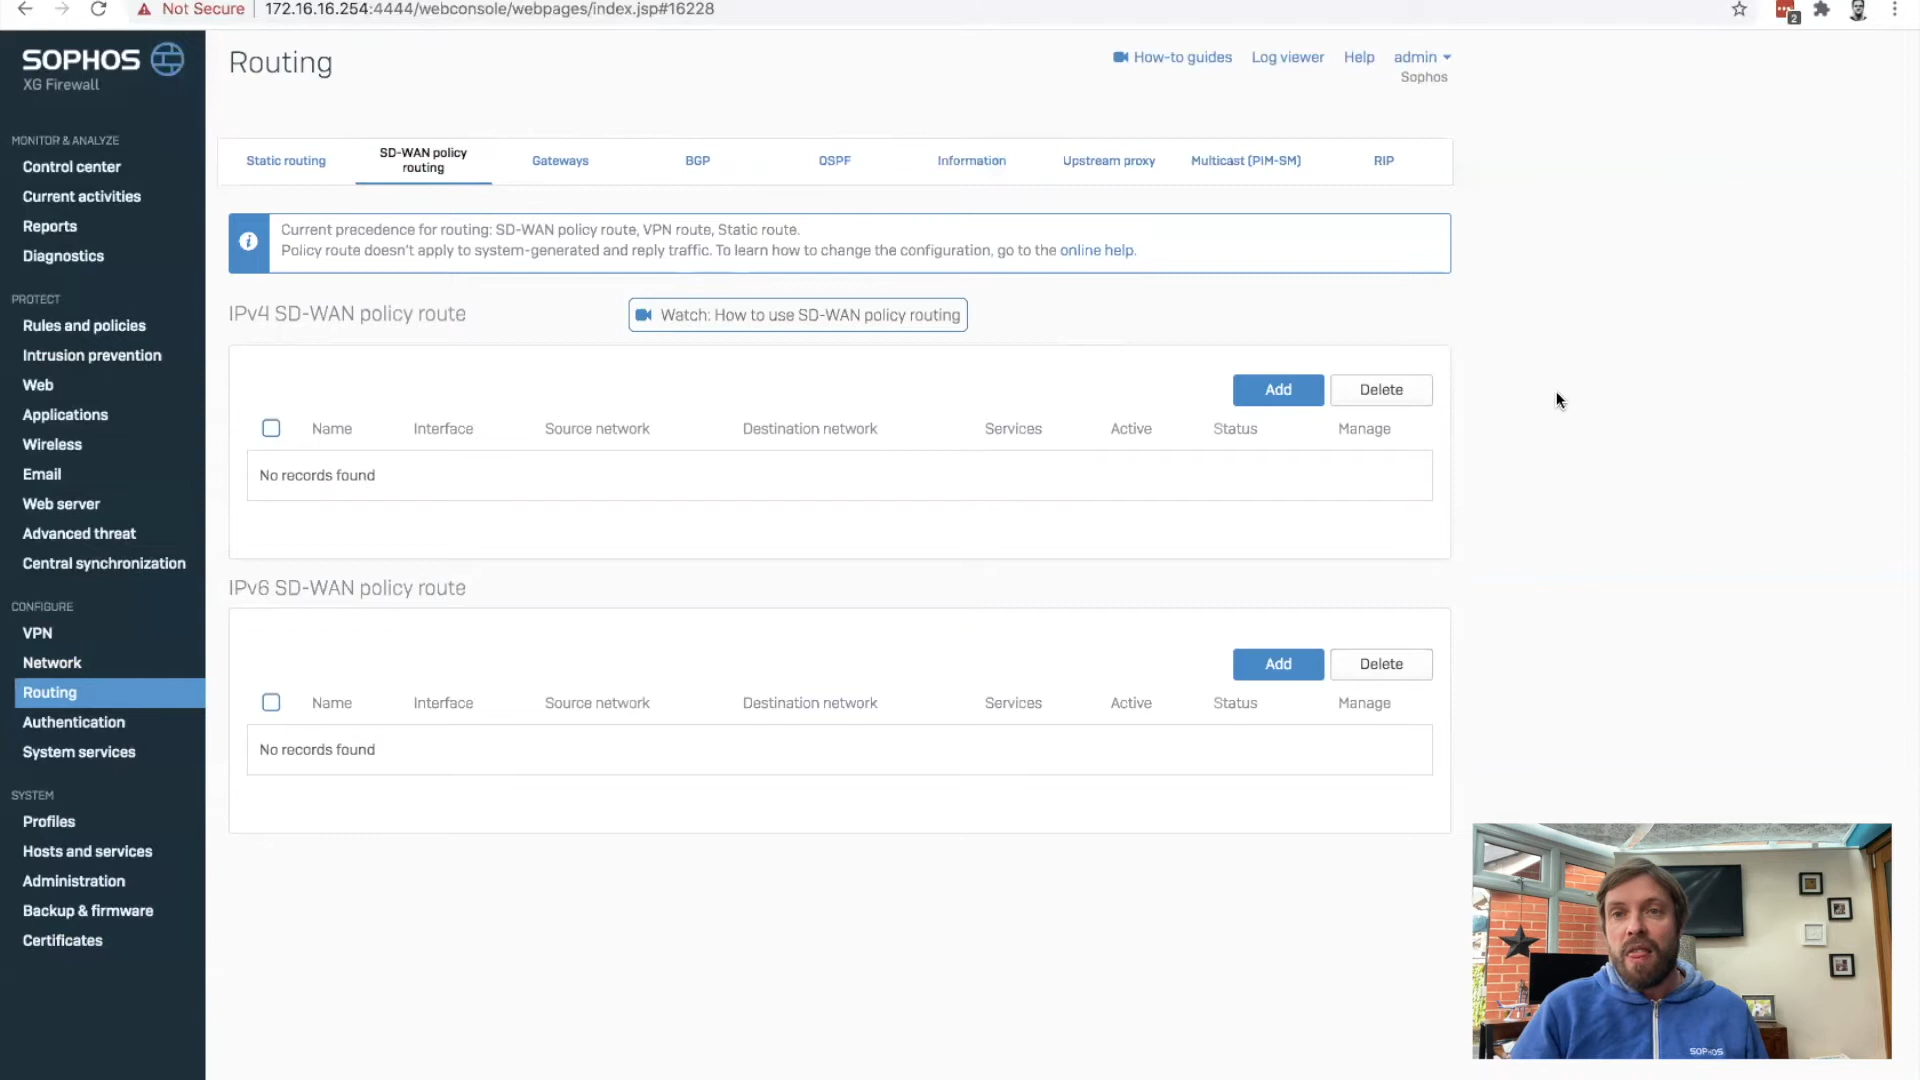 Not Secure
172.16.16.254:4444/webconsole/webpages/index.jsp#16228
2
SOPHOS
XG Firewall
Routing
How-to guides
Log viewer
Help
admin
Sophos
MONITOR & ANALYZE
Control center
Current activities
Reports
Diagnostics
PROTECT
Rules and policies
Intrusion prevention
Web
Applications
Wireless
Email
Web server
Advanced threat
Central synchronization
CONFIGURE
VPN
Network
Routing
Authentication
System services
SYSTEM
Profiles
Hosts and services
Administration
Backup & firmware
Certificates
Static routing
SD-WAN policy
routing
Gateways
BGP
OSPF
Information
Upstream proxy
Multicast (PIM-SM)
RIP
Current precedence for routing: SD-WAN policy route, VPN route, Static route.
Policy route doesn't apply to system-generated and reply traffic. To learn how to change the configuration, go to the online help.
IPv4 SD-WAN policy route
Watch: How to use SD-WAN policy routing
Add
Delete
Name Interface Source network Destination network Services Active Status Manage
No records found
IPv6 SD-WAN policy route
Add
Delete
Name Interface Source network Destination network Services Active Status Manage
No records found
SOPHOS